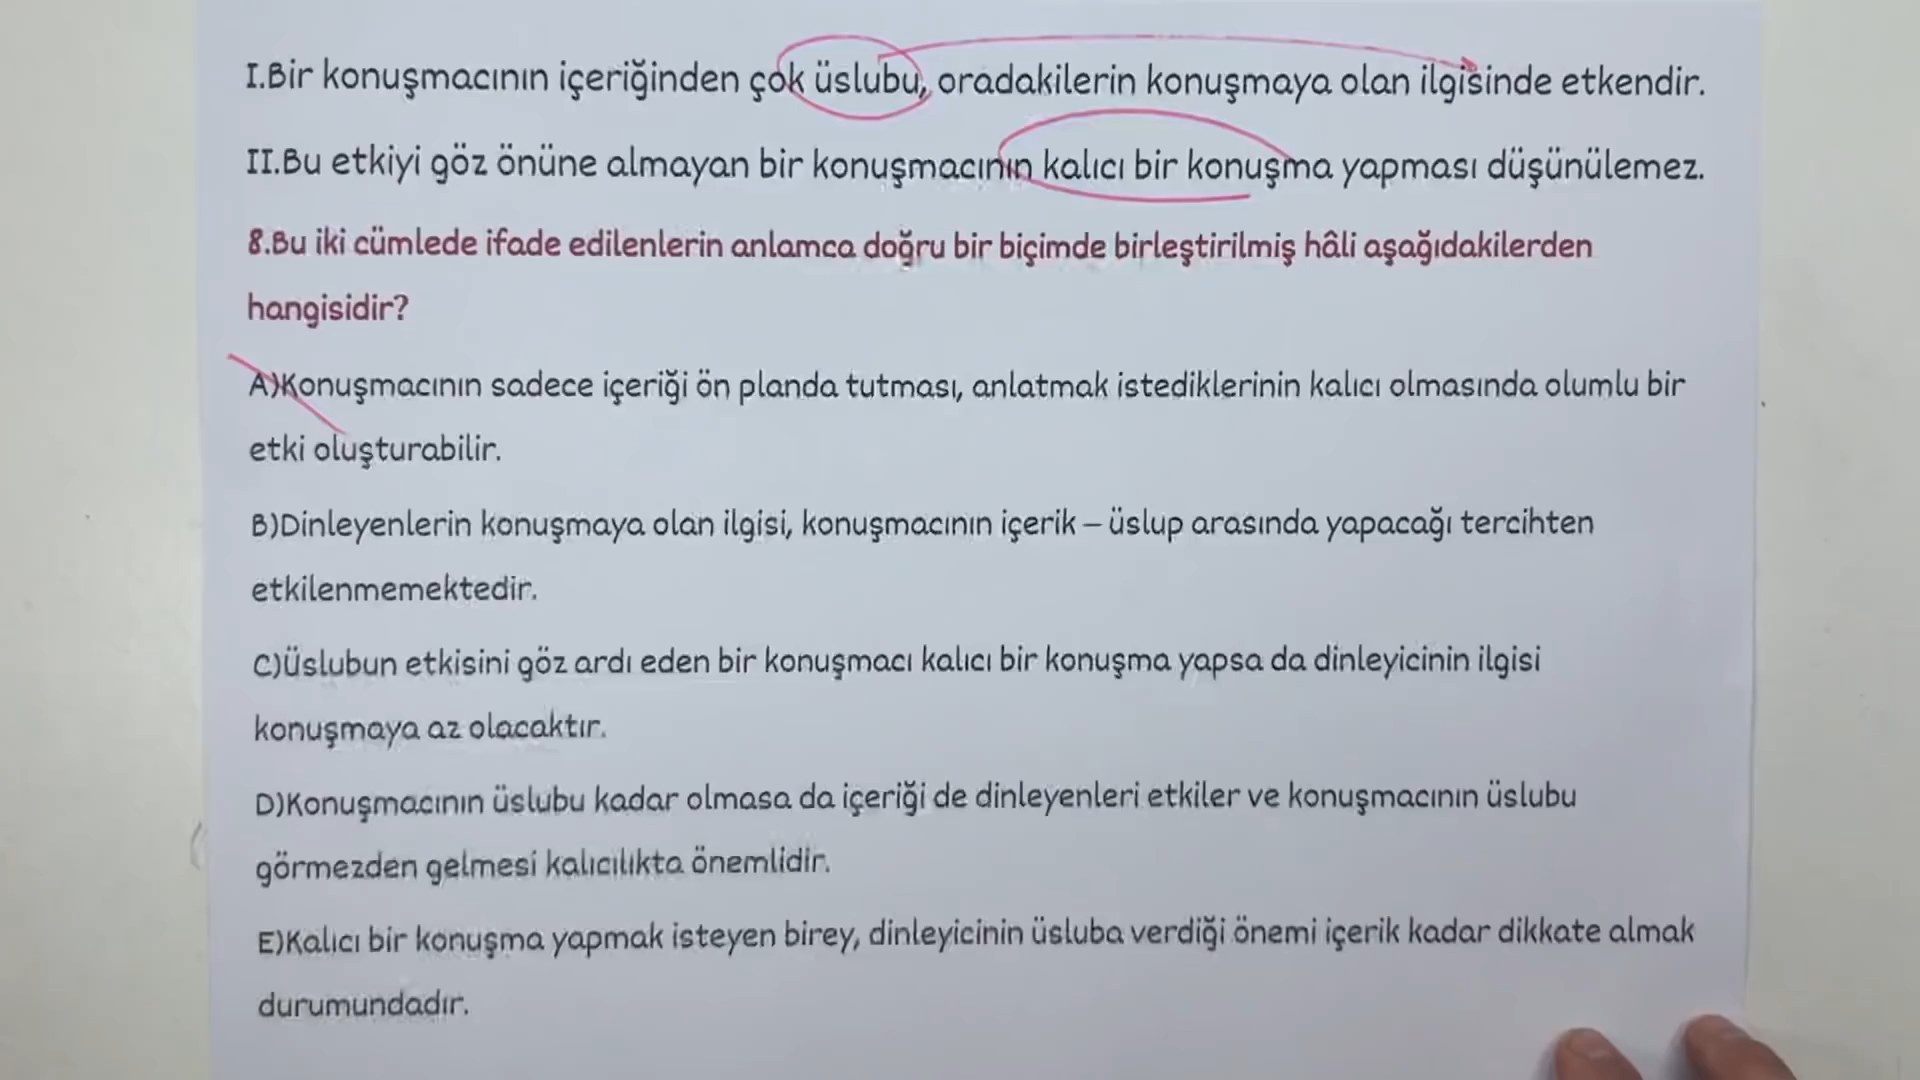 I.Bir konuşmacının içeriğinden çok üslubu, oradakilerin konuşmaya olan ilgisinde etkendir.
II.Bu etkiyi göz önüne almayan bir konuşmacının kalıcı bir konuşma yapması düşünülemez.
8.Bu iki cümlede ifade edilenlerin anlamca doğru bir biçimde birleştirilmiş hâli aşağıdakilerden
hangisidir?
A)Konuşmacının sadece içeriği ön planda tutması, anlatmak istediklerinin kalıcı olmasında olumlu bir
etki oluşturabilir.
B)Dinleyenlerin konuşmaya olan ilgisi, konuşmacının içerik – üslup arasında yapacağı tercihten
etkilenmemektedir.
C)Üslubun etkisini göz ardı eden bir konuşmacı kalıcı bir konuşma yapsa da dinleyicinin ilgisi
konuşmaya az olacaktır.
D)Konuşmacının üslubu kadar olmasa da içeriği de dinleyenleri etkiler ve konuşmacının üslubu
görmezden gelmesi kalıcılıkta önemlidir.
E)Kalıcı bir konuşma yapmak isteyen birey, dinleyicinin üsluba verdiği önemi içerik kadar dikkate almak
durumundadır.